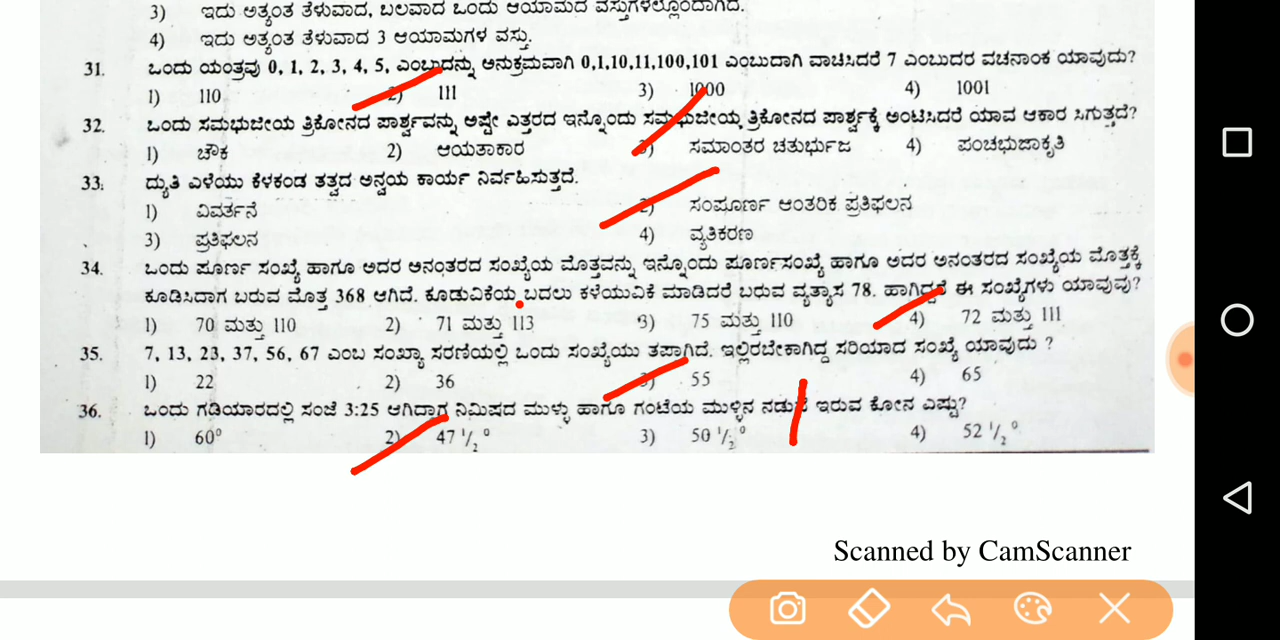 3) ಇದು ಅತ್ಯಂತ ತೆಳುವಾದ, ಬಲವಾದ ಒಂದು ಆಯಾಮದ ವಸ್ತುಗಳಲ್ಲೊಂದಾಗಿದೆ.
4) ಇದು ಅತ್ಯಂತ ತೆಳುವಾದ 3 ಆಯಾಮಗಳ ವಸ್ತು.
31. ಒಂದು ಯಂತ್ರವು 0, 1, 2, 3, 4, 5, ಎಂಬುದನ್ನು ಅನುಕ್ರಮವಾಗಿ 0,1,10,11,100,101 ಎಂಬುದಾಗಿ ವಾಚಿಸಿದರೆ 7 ಎಂಬುದರ ವಚನಾಂಕ ಯಾವುದು?
1) 110 2) 111 3) 1000 4) 1001
32. ಒಂದು ಸಮಭುಜೀಯ ತ್ರಿಕೋನದ ಪಾರ್ಶ್ವವನ್ನು ಅಷ್ಟೇ ಎತ್ತರದ ಇನ್ನೊಂದು ಸಮಭುಜೀಯ ತ್ರಿಕೋನದ ಪಾರ್ಶ್ವಕ್ಕೆ ಅಂಟಿಸಿದರೆ ಯಾವ ಆಕಾರ ಸಿಗುತ್ತದೆ?
1) ಚೌಕ 2) ಆಯತಾಕಾರ 3) ಸಮಾಂತರ ಚತುರ್ಭುಜ 4) ಪಂಚಭುಜಾಕೃತಿ
33. ದ್ಯುತಿ ಎಳೆಯು ಕೆಳಕಂಡ ತತ್ವದ ಅನ್ವಯ ಕಾರ್ಯ ನಿರ್ವಹಿಸುತ್ತದೆ.
1) ವಿವರ್ತನೆ 2) ಸಂಪೂರ್ಣ ಆಂತರಿಕ ಪ್ರತಿಫಲನ
3) ಪ್ರತಿಫಲನ 4) ವ್ಯತಿಕರಣ
34. ಒಂದು ಪೂರ್ಣ ಸಂಖ್ಯೆ ಹಾಗೂ ಅದರ ಅನಂತರದ ಸಂಖ್ಯೆಯ ಮೊತ್ತವನ್ನು ಇನ್ನೊಂದು ಪೂರ್ಣಸಂಖ್ಯೆ ಹಾಗೂ ಅದರ ಅನಂತರದ ಸಂಖ್ಯೆಯ ಮೊತ್ತಕ್ಕೆ
ಕೂಡಿಸಿದಾಗ ಬರುವ ಮೊತ್ತ 368 ಆಗಿದೆ. ಕೂಡುವಿಕೆಯ ಬದಲು ಕಳೆಯುವಿಕೆ ಮಾಡಿದರೆ ಬರುವ ವ್ಯತ್ಯಾಸ 78. ಹಾಗಿದ್ದರೆ ಈ ಸಂಖ್ಯೆಗಳು ಯಾವುವು?
1) 70 ಮತ್ತು 110 2) 71 ಮತ್ತು 113 3) 75 ಮತ್ತು 110 4) 72 ಮತ್ತು 111
35. 7, 13, 23, 37, 56, 67 ಎಂಬ ಸಂಖ್ಯಾ ಸರಣಿಯಲ್ಲಿ ಒಂದು ಸಂಖ್ಯೆಯು ತಪ್ಪಾಗಿದೆ. ಇಲ್ಲಿರಬೇಕಾಗಿದ್ದ ಸರಿಯಾದ ಸಂಖ್ಯೆ ಯಾವುದು ?
1) 22 2) 36 3) 55 4) 65
36. ಒಂದು ಗಡಿಯಾರದಲ್ಲಿ ಸಂಜೆ 3:25 ಆಗಿದಾಗ ನಿಮಿಷದ ಮುಳ್ಳು ಹಾಗೂ ಗಂಟೆಯ ಮುಳ್ಳಿನ ನಡುವೆ ಇರುವ ಕೋನ ಎಷ್ಟು?
1) 60° 2) 47 1/2 ° 3) 50 1/2 ° 4) 52 1/2 °
Scanned by CamScanner